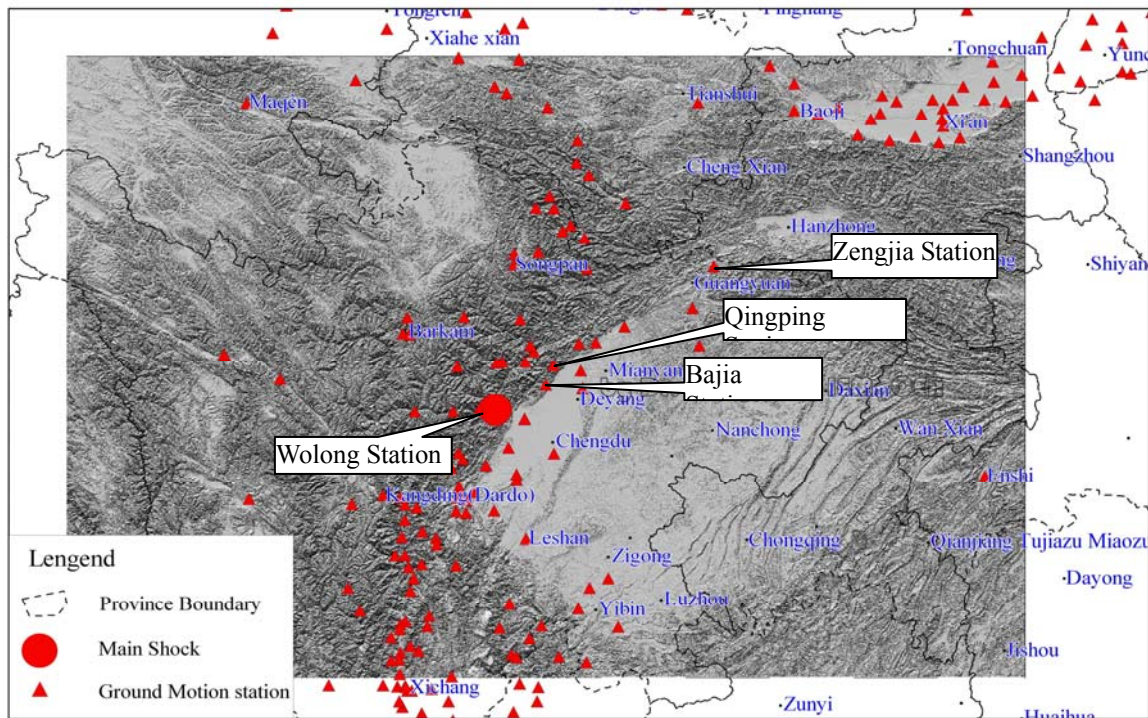 Tongren
Xiahe xian
Pingliang
Tongchuan
Maqen
Tianshui
Baoji
Xi'an
Shangzhou
Cheng Xian
Hanzhong
Zengjia Station
Shiyan
Songpan
Guangyuan
Qingping
Barkam
Mianyan
Bajia
Daxian
Deyang
Wolong Station
Chengdu
Nanchong
Wan Xian
Enshi
Kangding(Dardo)
Leshan
Chongqing
Qianjiang Tujiazu Miaozu
Zigong
Dayong
Luzhou
Yibin
Jishou
Xichang
Zunyi
Huaihua
Lengend
Province Boundary
Main Shock
Ground Motion station